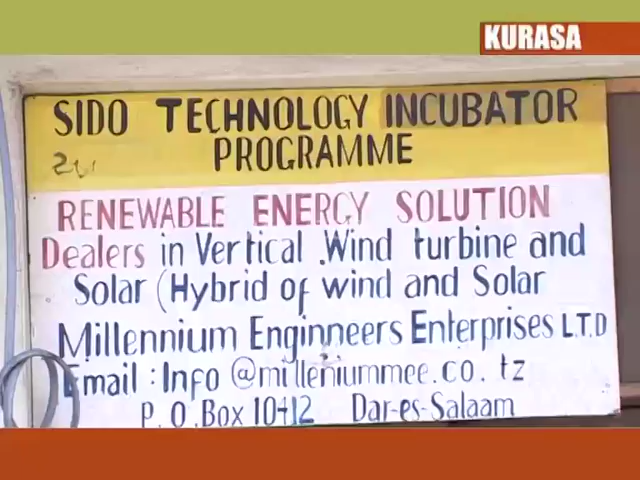 KURASA
SIDO TECHNOLOGY INCUBATOR
PROGRAMME
RENEWABLE ENERGY SOLUTION
Dealers in Vertical .Wind turbine and
Solar (Hybrid of wind and Solar
Millennium Enginneers Enterprises L.T.D
Email : Info @milleniummee.co. tz
P. O .Box 10412 Dar-es-Salaam